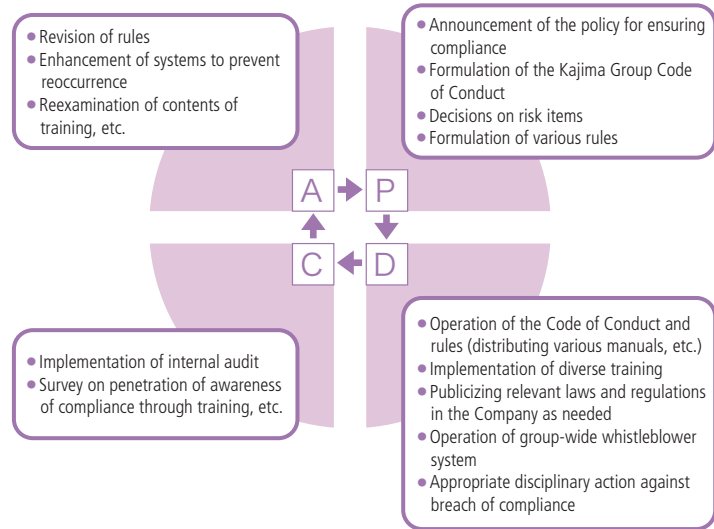 ● Revision of rules
● Enhancement of systems to prevent
reoccurrence
● Reexamination of contents of
training, etc.
● Announcement of the policy for ensuring
compliance
● Formulation of the Kajima Group Code
of Conduct
● Decisions on risk items
● Formulation of various rules
A
P
C
D
● Implementation of internal audit
● Survey on penetration of awareness
of compliance through training, etc.
● Operation of the Code of Conduct and
rules (distributing various manuals, etc.)
● Implementation of diverse training
● Publicizing relevant laws and regulations
in the Company as needed
● Operation of group-wide whistleblower
system
● Appropriate disciplinary action against
breach of compliance